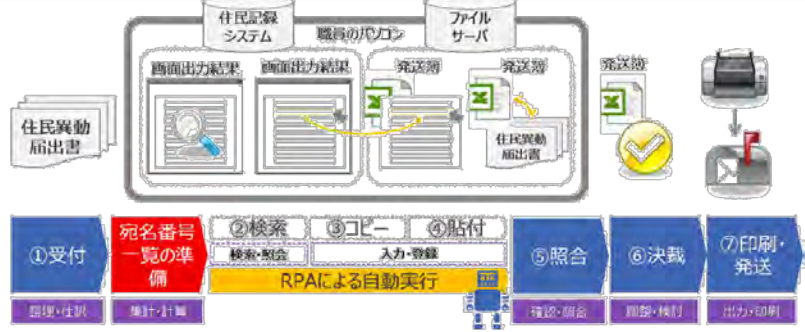 住民記録
システム
職員のパソコン
ファイル
サーバ
画面出力結果
画面出力結果
発送簿
発送簿
発送簿
住民異動
届出書
住民異動
届出書
①受付
宛名番号
一覧の準
備
②検索
③コピー
④貼付
検索・照会
入力・登録
RPAによる自動実行
⑤照合
⑥決裁
⑦印刷・
発送
整理・仕訳
集計・計算
確認・照合
調整・検討
出力・印刷